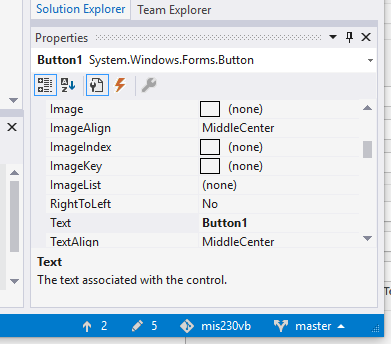 Solution Explorer Team Explorer
Properties
Button1 System.Windows.Forms.Button
Image (none)
ImageAlign MiddleCenter
ImageIndex (none)
ImageKey (none)
ImageList (none)
RightToLeft No
Text Button1
TextAlign MiddleCenter
Text
The text associated with the control.
2 5 mis230vb master